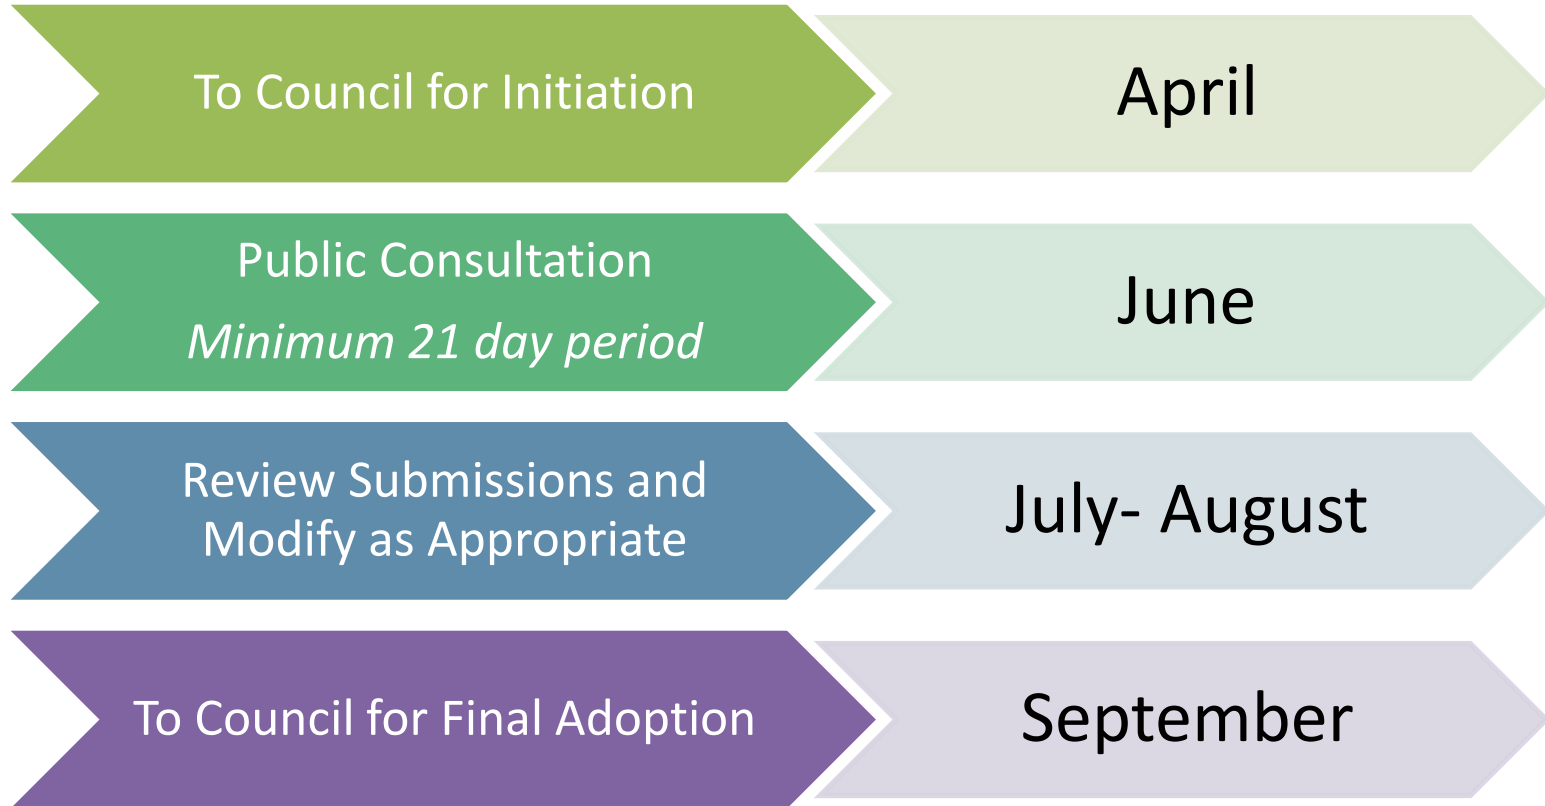 To Council for Initiation
April
Public Consultation
Minimum 21 day period
June
Review Submissions and
Modify as Appropriate
July- August
To Council for Final Adoption
September